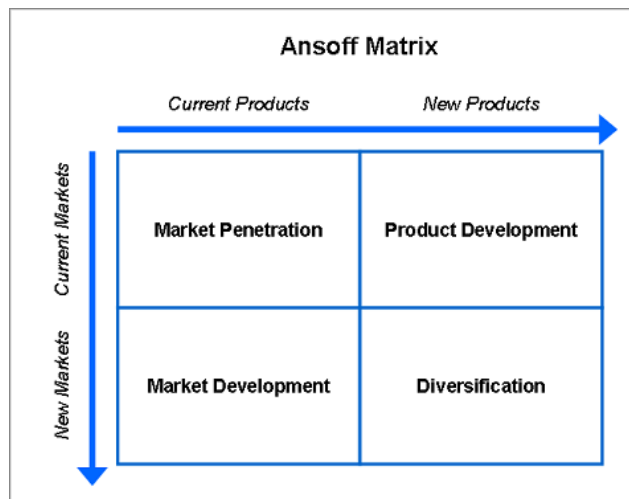 Ansoff Matrix
Current Products
New Products
Current Markets
Market Penetration
Product Development
New Markets
Market Development
Diversification